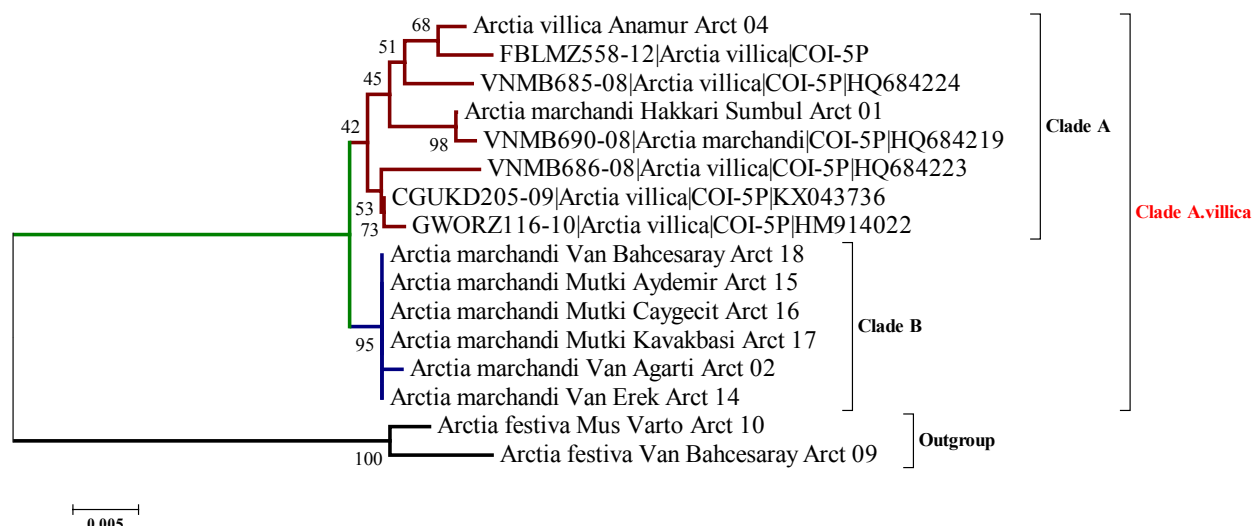 68
Arctia villica Anamur Arct 04
51
FBLMZ558-12|Arctia villica|COI-5P
45
VNMB685-08|Arctia villica|COI-5P|HQ684224
Arctia marchandi Hakkari Sumbul Arct 01
42
98
VNMB690-08|Arctia marchandi|COI-5P|HQ684219
Clade A
VNMB686-08|Arctia villica|COI-5P|HQ684223
53
CGUKD205-09|Arctia villica|COI-5P|KX043736
Clade A.villica
73
GWORZ116-10|Arctia villica|COI-5P|HM914022
Arctia marchandi Van Bahcesaray Arct 18
Arctia marchandi Mutki Aydemir Arct 15
Arctia marchandi Mutki Caygecit Arct 16
Clade B
95
Arctia marchandi Mutki Kavakbasi Arct 17
Arctia marchandi Van Agarti Arct 02
Arctia marchandi Van Erek Arct 14
Arctia festiva Mus Varto Arct 10
Outgroup
100
Arctia festiva Van Bahcesaray Arct 09
0.005